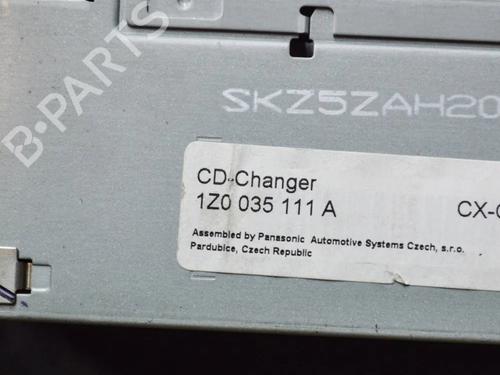 B-PARTS
SKZ5ZAH20
CD-Changer
1Z0 035 111 A
CX-
Assembled by Panasonic Automotive Systems Czech, s.r.o.
Pardubice, Czech Republic